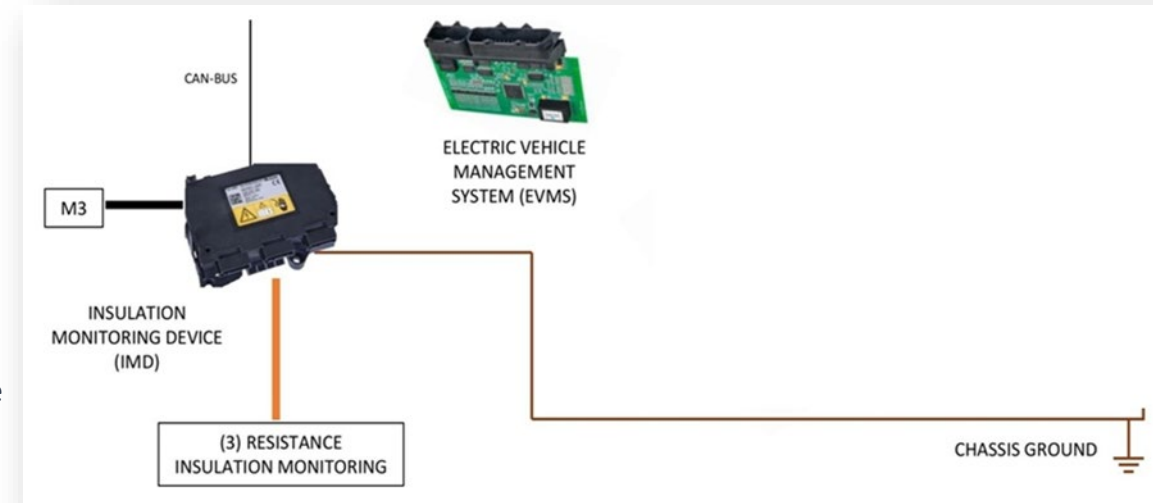 CAN-BUS
ELECTRIC VEHICLE
MANAGEMENT
SYSTEM (EVMS)
M3
INSULATION
MONITORING DEVICE
(IMD)
(3) RESISTANCE
INSULATION MONITORING
CHASSIS GROUND